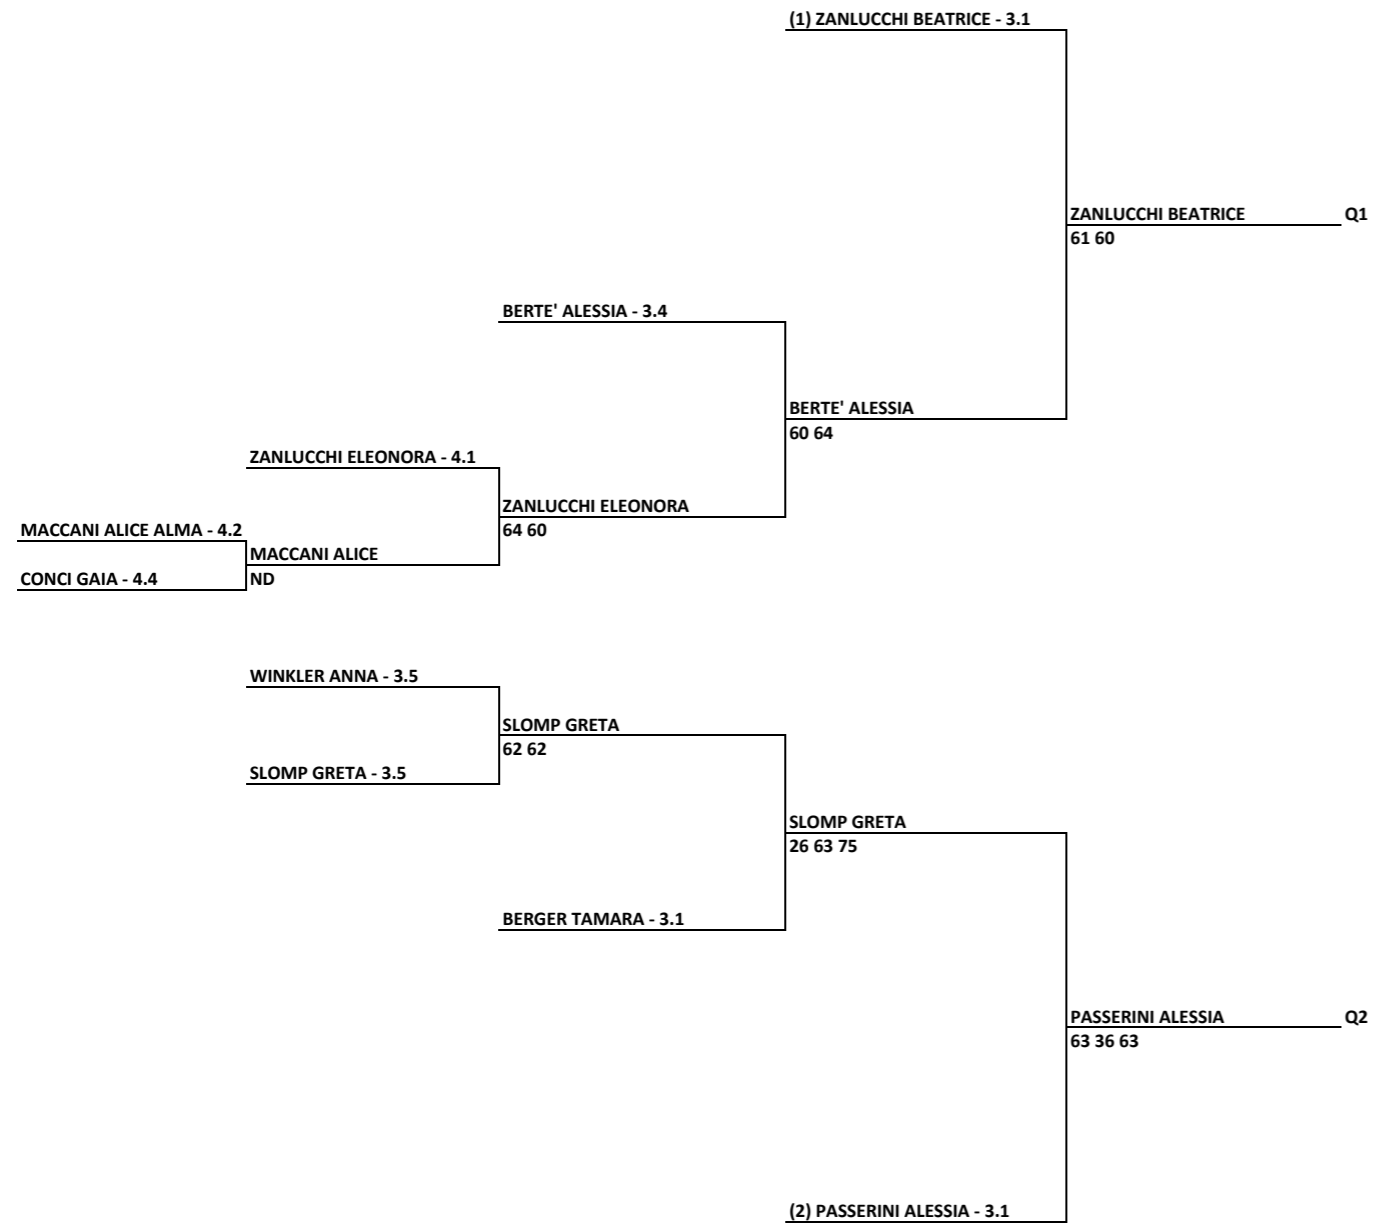 (1) ZANLUCCHI BEATRICE - 3.1
ZANLUCCHI BEATRICE
Q1
61 60
BERTE' ALESSIA - 3.4
BERTE' ALESSIA
60 64
ZANLUCCHI ELEONORA - 4.1
ZANLUCCHI ELEONORA
64 60
MACCANI ALICE ALMA - 4.2
MACCANI ALICE
ND
CONCI GAIA - 4.4
WINKLER ANNA - 3.5
SLOMP GRETA
62 62
SLOMP GRETA - 3.5
SLOMP GRETA
26 63 75
BERGER TAMARA - 3.1
PASSERINI ALESSIA
Q2
63 36 63
(2) PASSERINI ALESSIA - 3.1